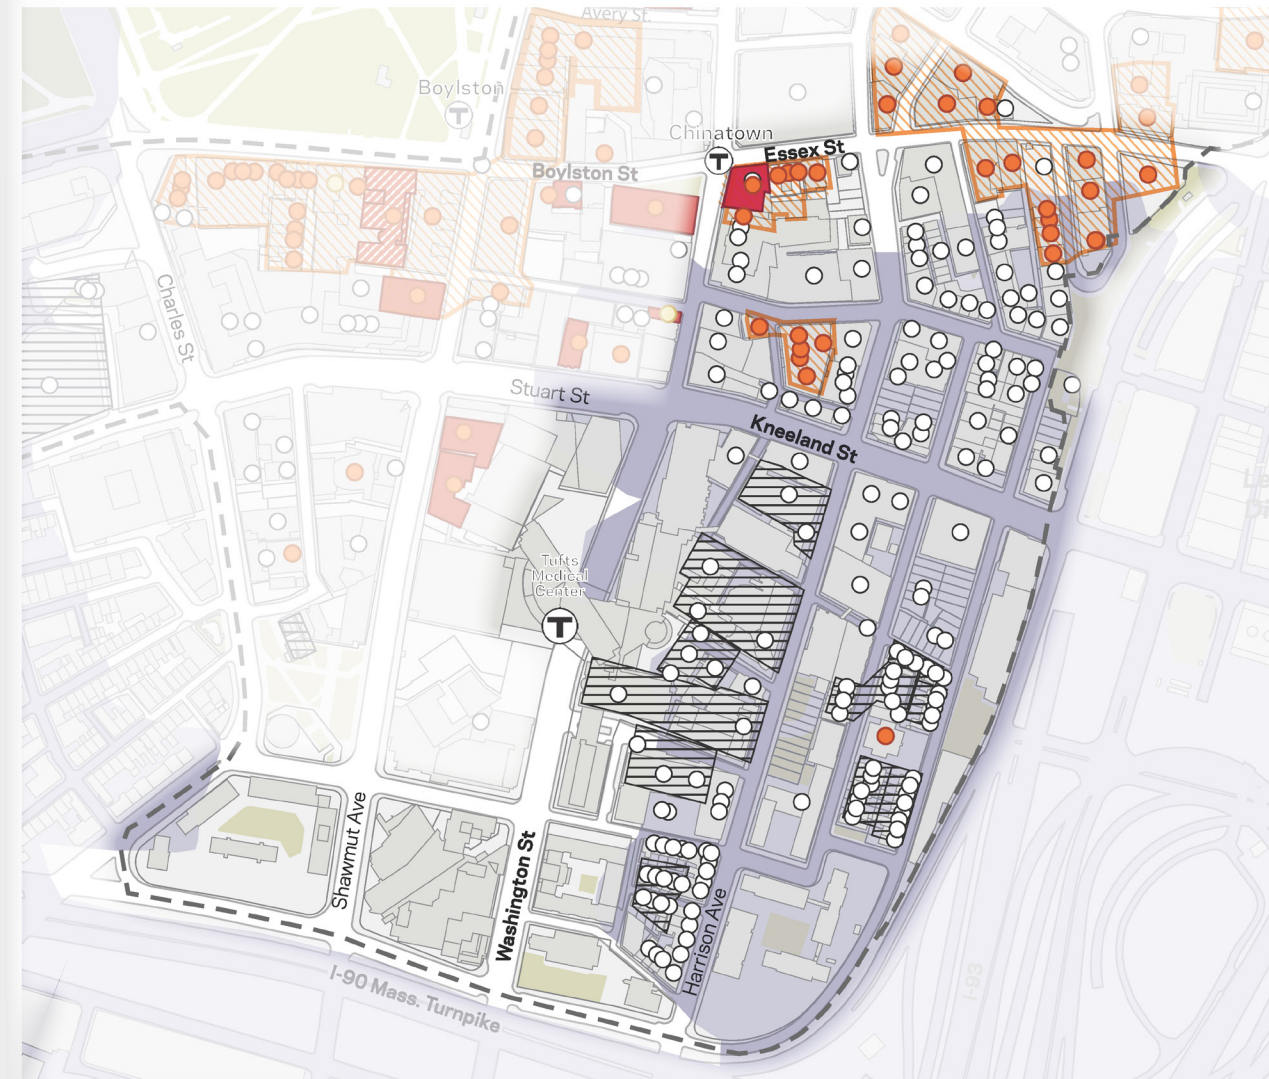 Avery St.
Boylston
T
Chinatown
T
Essex St
Boylston St
Charles St
Stuart St
Kneeland St
Tufts
Medical
Center
T
Shawmut Ave
Washington St
Harrison Ave
I-90 Mass. Turnpike
I-93